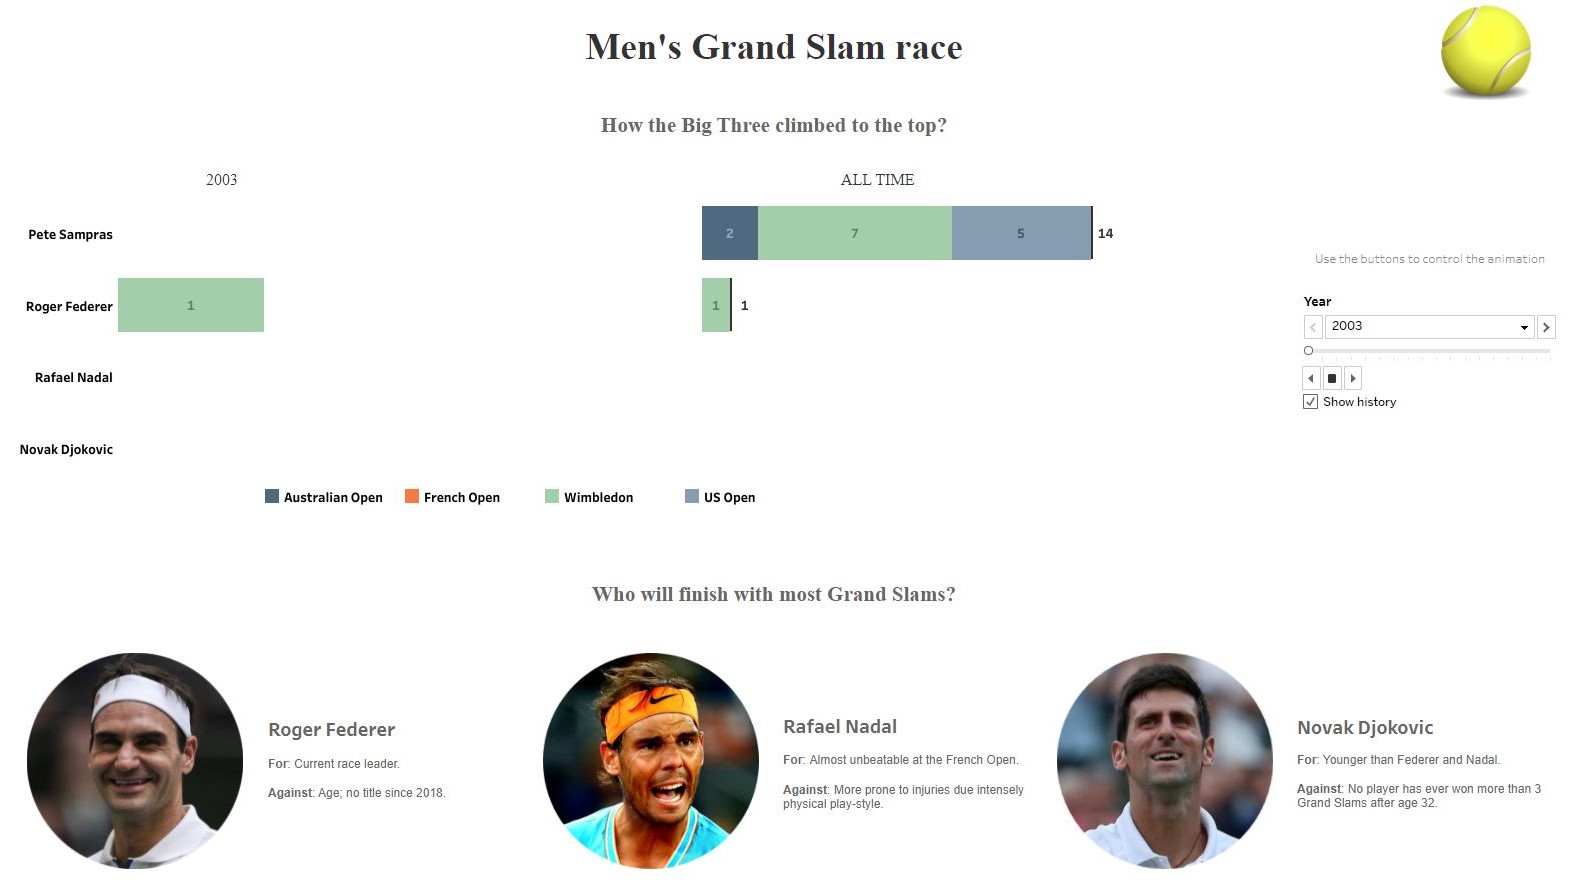 Men's Grand Slam race
How the Big Three climbed to the top?
2003
ALL TIME
Pete Sampras
2
7
5
14
Roger Federer
1
1
1
Rafael Nadal
Novak Djokovic
Australian Open
French Open
Wimbledon
US Open
Use the buttons to control the animation
Year
2003
Show history
Who will finish with most Grand Slams?
Roger Federer
For: Current race leader.
Against: Age; no title since 2018.
Rafael Nadal
For: Almost unbeatable at the French Open.
Against: More prone to injuries due intensely
physical play-style.
Novak Djokovic
For: Younger than Federer and Nadal.
Against: No player has ever won more than 3
Grand Slams after age 32.